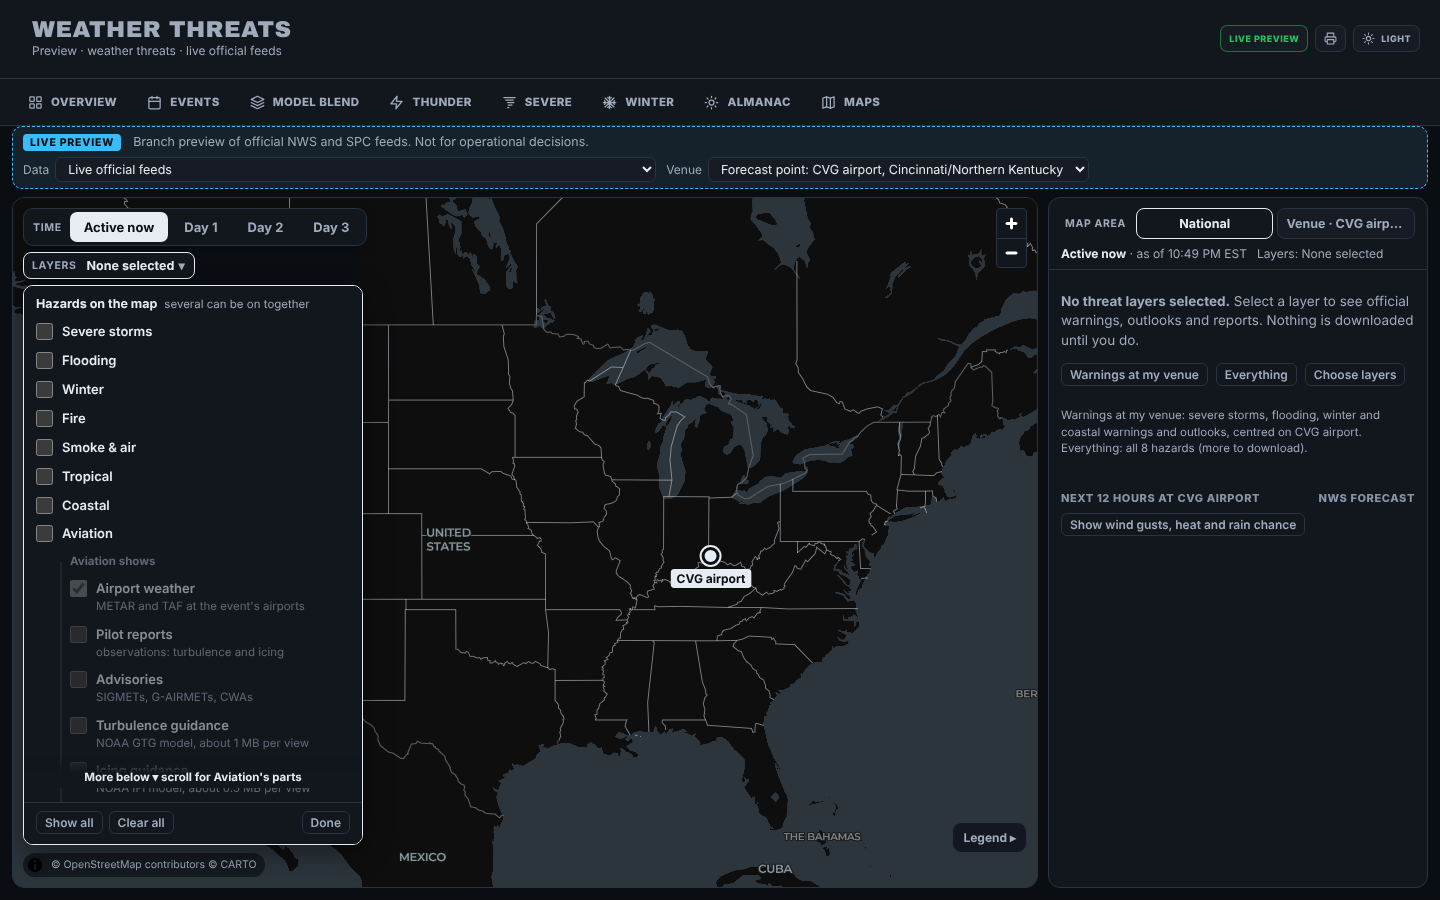 WEATHER THREATS
Preview · weather threats · live official feeds
LIVE PREVIEW
LIGHT
OVERVIEW
EVENTS
MODEL BLEND
THUNDER
SEVERE
WINTER
ALMANAC
MAPS
LIVE PREVIEW Branch preview of official NWS and SPC feeds. Not for operational decisions.
Data Live official feeds
Venue Forecast point: CVG airport, Cincinnati/Northern Kentucky
TIME Active now Day 1 Day 2 Day 3
LAYERS None selected ▾
Hazards on the map several can be on together
Severe storms
Flooding
Winter
Fire
Smoke & air
Tropical
Coastal
Aviation
Aviation shows
Airport weather
METAR and TAF at the event's airports
Pilot reports
observations: turbulence and icing
Advisories
SIGMETs, G-AIRMETs, CWAs
Turbulence guidance
NOAA GTG model, about 1 MB per view
Icing guidance
More below ▾ scroll for Aviation's parts
NOAA IFI model, about 0.5 MB per view
Show all
Clear all
Done
© OpenStreetMap contributors © CARTO
+
−
UNITED
STATES
CVG airport
BER
THE BAHAMAS
MEXICO
CUBA
Legend ▸
MAP AREA National Venue · CVG airp...
Active now · as of 10:49 PM EST Layers: None selected
No threat layers selected. Select a layer to see official
warnings, outlooks and reports. Nothing is downloaded
until you do.
Warnings at my venue
Everything
Choose layers
Warnings at my venue: severe storms, flooding, winter and
coastal warnings and outlooks, centred on CVG airport.
Everything: all 8 hazards (more to download).
NEXT 12 HOURS AT CVG AIRPORT
NWS FORECAST
Show wind gusts, heat and rain chance